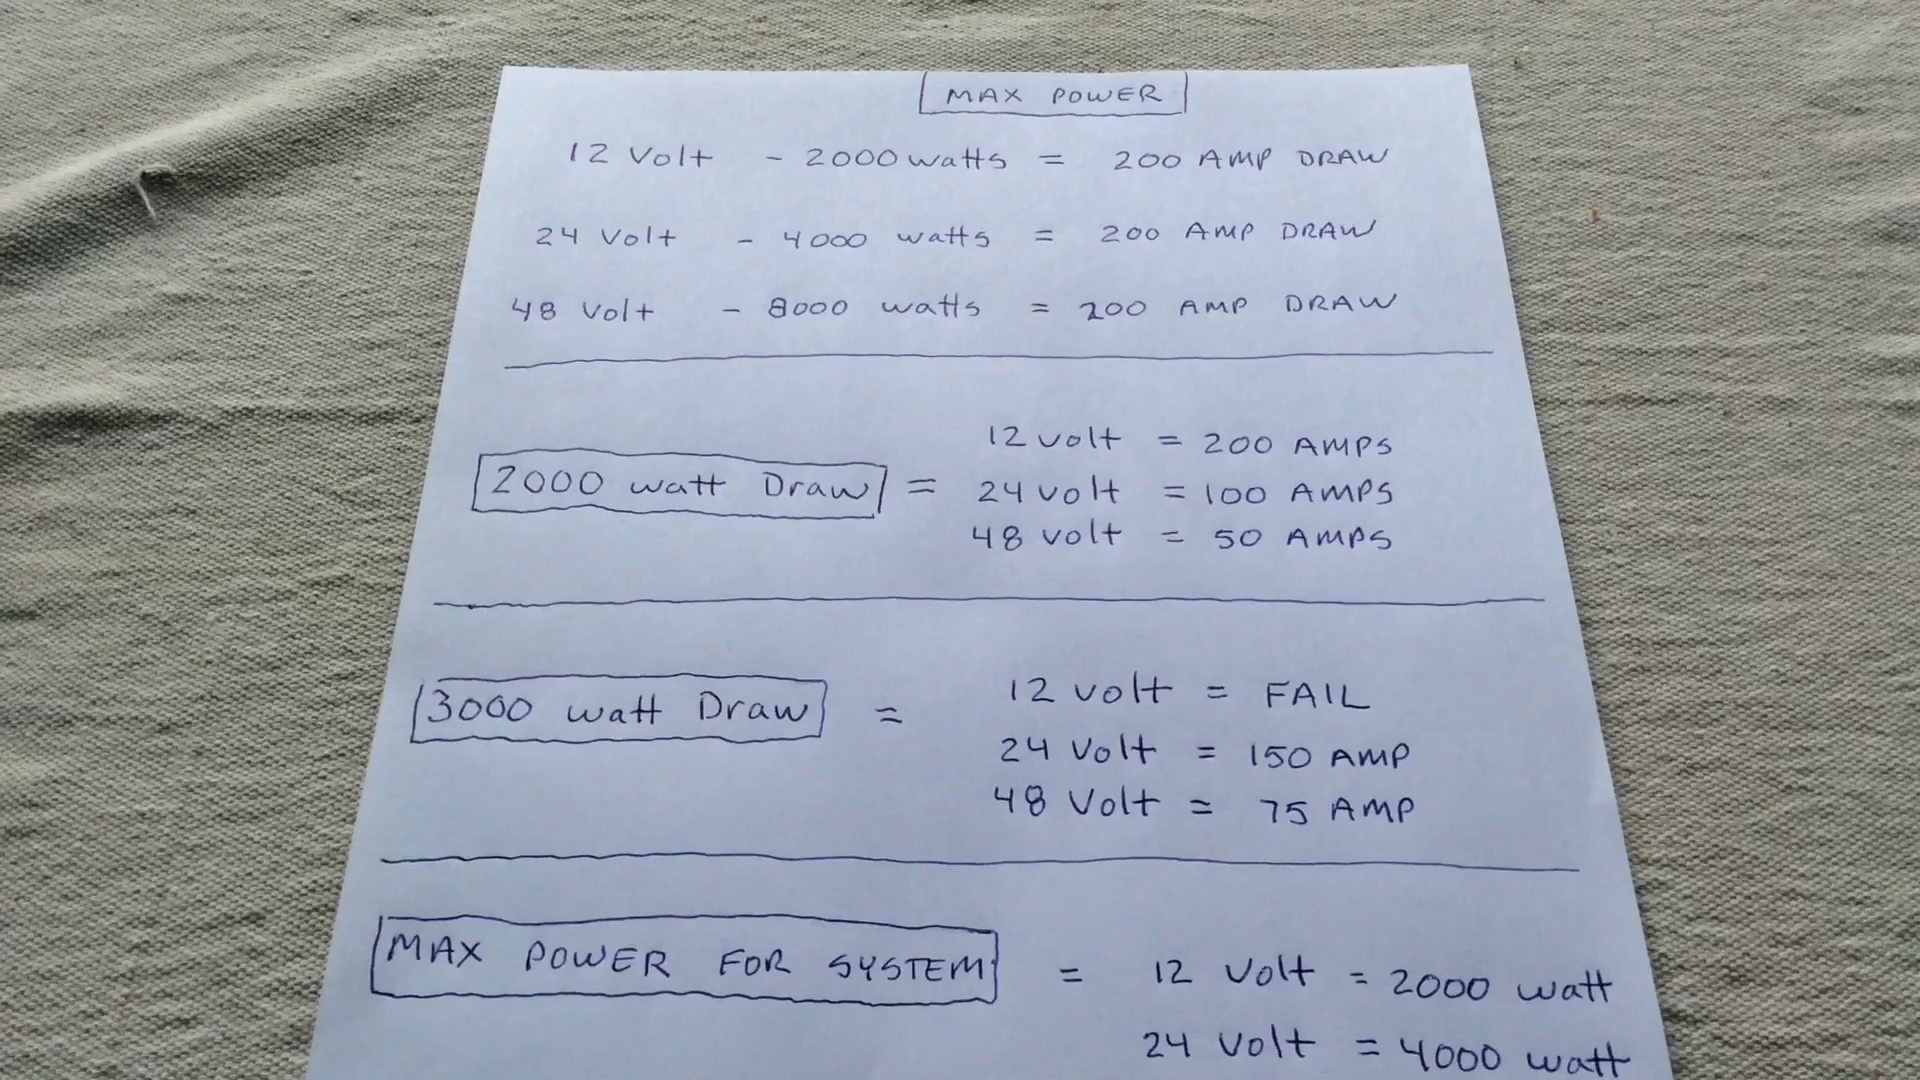 MAX POWER
12 Volt - 2000 watts = 200 AMP DRAW
24 Volt - 4000 watts = 200 AMP DRAW
48 Volt - 8000 watts = 200 AMP DRAW
2000 watt Draw = 12 volt = 200 AMPS
24 volt = 100 AMPS
48 volt = 50 AMPS
3000 watt Draw = 12 volt = FAIL
24 Volt = 150 AMP
48 Volt = 75 AMP
MAX POWER FOR SYSTEM = 12 Volt = 2000 watt
24 Volt = 4000 watt